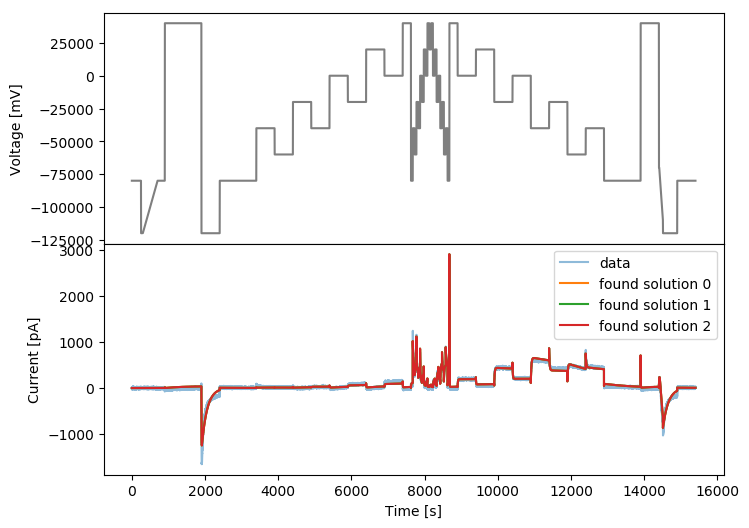 Voltage [mV]
25000
0
−25000
−50000
−75000
−100000
−125000
Current [pA]
3000
2000
1000
0
−1000
data
found solution 0
found solution 1
found solution 2
0 2000 4000 6000 8000 10000 12000 14000 16000
Time [s]